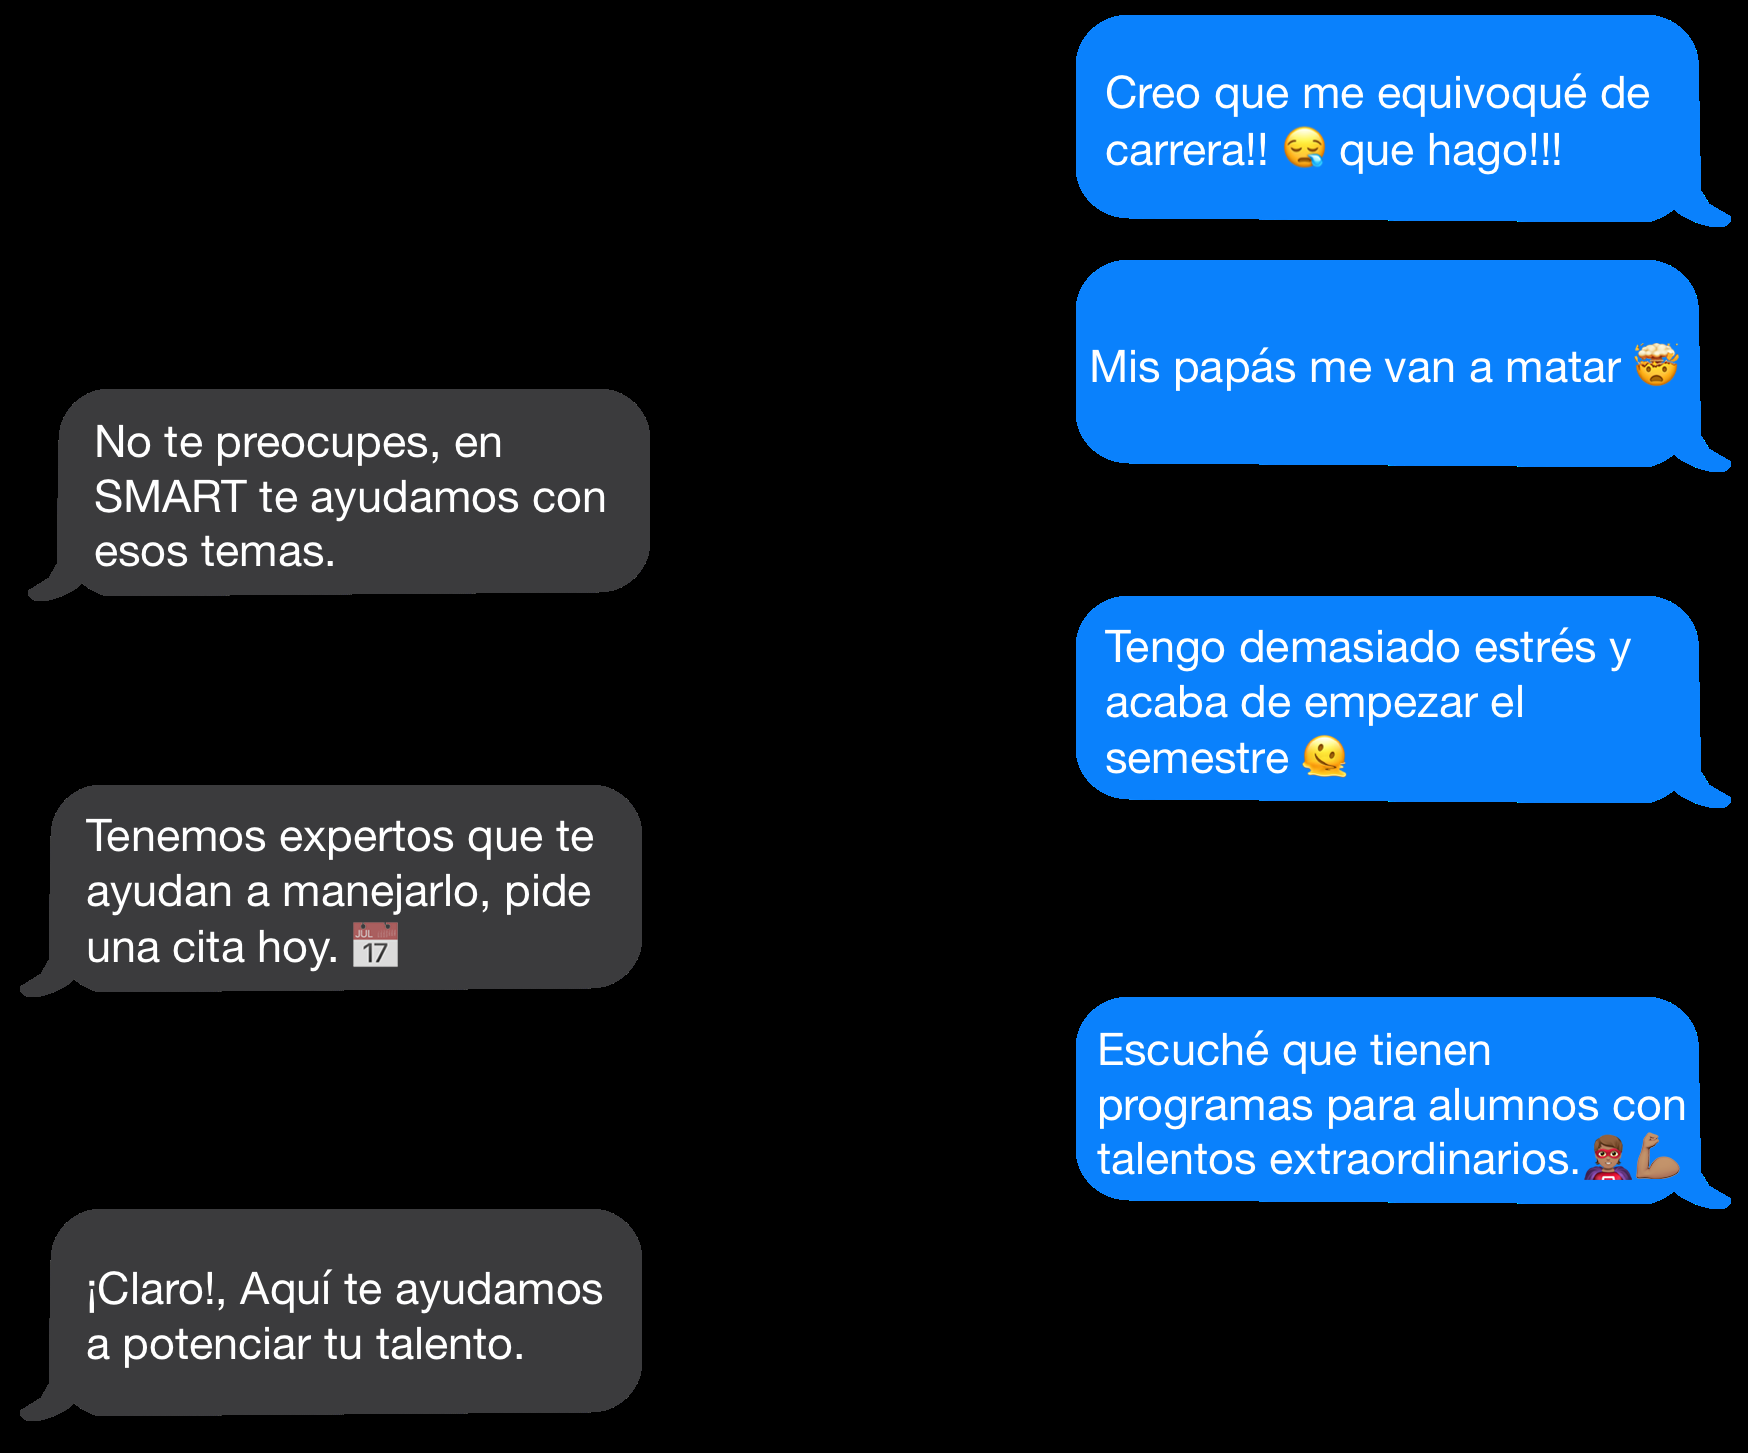 Creo que me equivoqué de
carrera!! 😪 que hago!!!
Mis papás me van a matar 🤯
No te preocupes, en
SMART te ayudamos con
esos temas.
Tengo demasiado estrés y
acaba de empezar el
semestre 🫠
Tenemos expertos que te
ayudan a manejarlo, pide
una cita hoy. 📅
Escuché que tienen
programas para alumnos con
talentos extraordinarios.🦸🏽💪🏽
¡Claro!, Aquí te ayudamos
a potenciar tu talento.